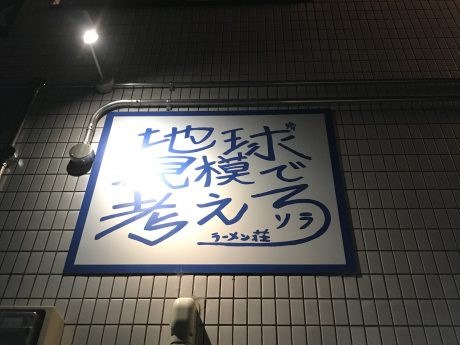 地球
規模で
考えろ
ソラ
ラーメン荘